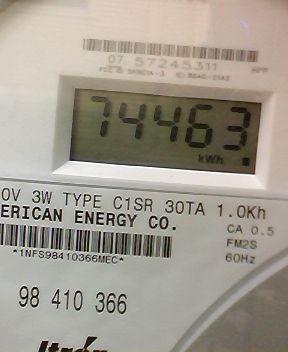 07 57245311
74463
kWh
0V 3W TYPE C1SR 30TA 1.0Kh
ERICAN ENERGY CO.
CA 0.5
FM2S
60Hz
*1NFS98410366MEC*
98 410 366
Itrón